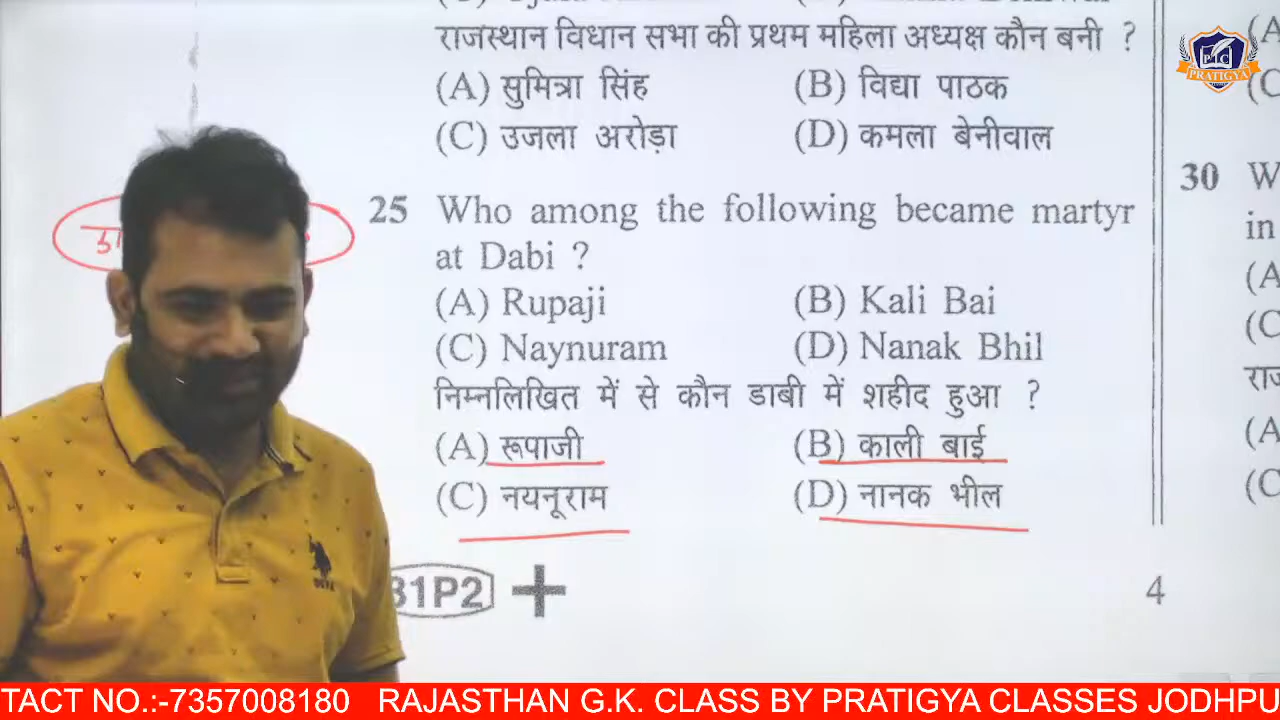 राजस्थान विधान सभा की प्रथम महिला अध्यक्ष कौन बनी ?
(A) सुमित्रा सिंह (B) विद्या पाठक
(C) उजला अरोड़ा (D) कमला बेनीवाल
25 Who among the following became martyr
at Dabi ?
(A) Rupaji (B) Kali Bai
(C) Naynuram (D) Nanak Bhil
निम्नलिखित में से कौन डाबी में शहीद हुआ ?
(A) रूपाजी (B) काली बाई
(C) नयनूराम (D) नानक भील
31P2 +
4
PRATIGYA
(A
(C
30 W
in
(A
(C
(A
(C
TACT NO.:-7357008180 RAJASTHAN G.K. CLASS BY PRATIGYA CLASSES JODHPU